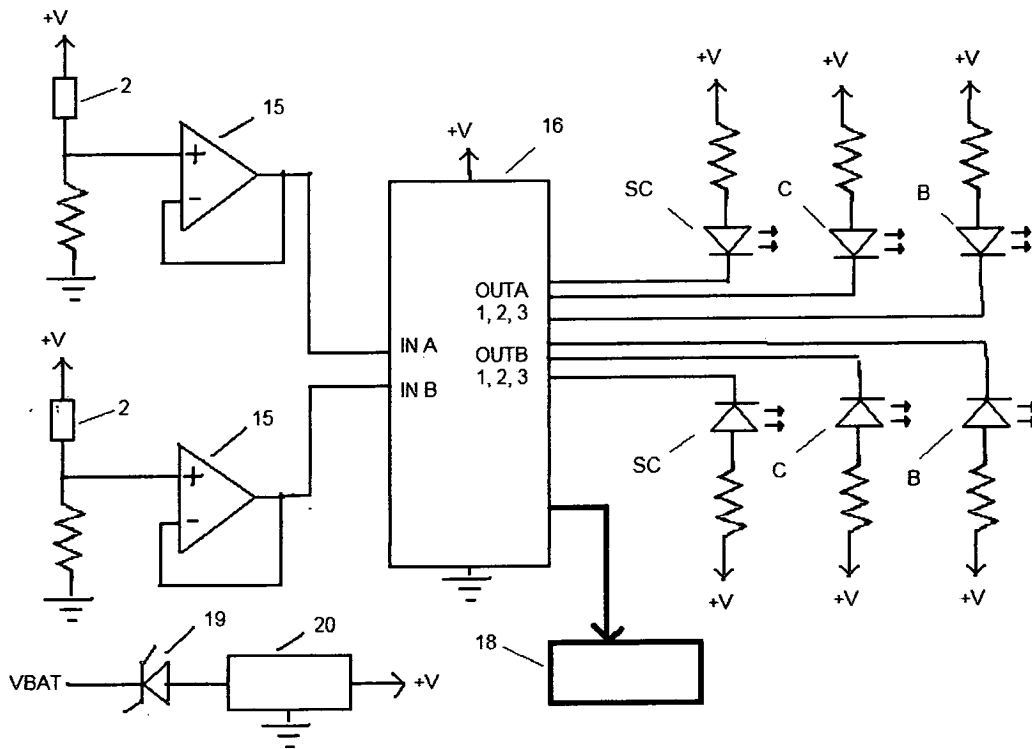 +V
2
15
+
-
+V
16
IN A
IN B
OUTA
1, 2, 3
OUTB
1, 2, 3
+V
+V
+V
SC
C
B
+V
2
15
+
-
SC
C
B
+V
+V
+V
VBAT
19
20
+V
18